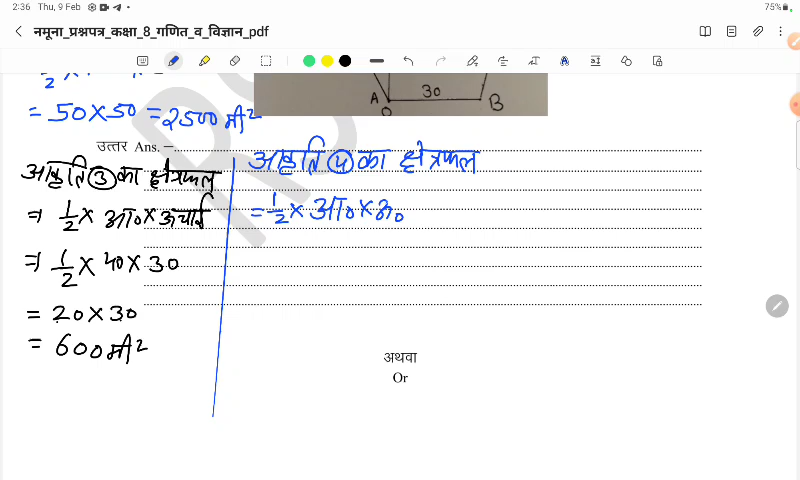 2:36 Thu, 9 Feb
75%
नमूना_प्रश्नपत्र_कक्षा_8_गणित_व_विज्ञान_pdf
= 50 × 50 = 2500 मी²
A 30 B
उत्तर Ans. –
आकृति ③ का क्षेत्रफल
⇒ 1/2 × आ० × ऊंचाई
⇒ 1/2 × 40 × 30
= 20 × 30
= 600 मी²
आकृति ④ का क्षेत्रफल
= 1/2 × आ० × ऊ०
अथवा
Or